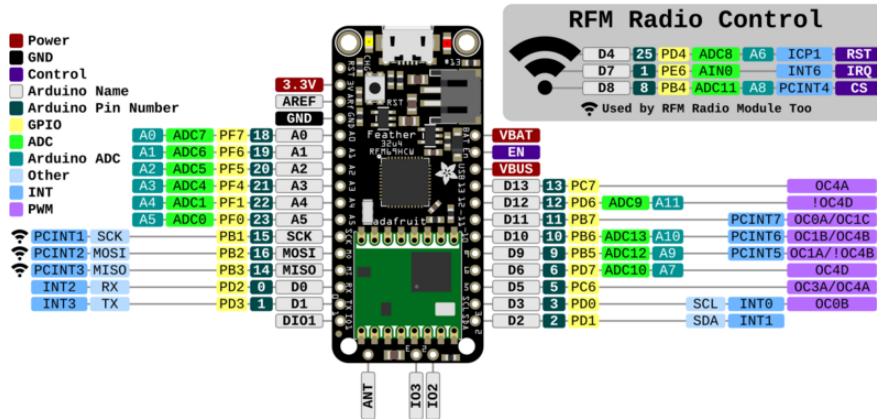 RFM Radio Control
D4 25 PD4 ADC8 A6 ICP1 RST
D7 1 PE6 AIN0 INT6 IRQ
D8 8 PB4 ADC11 A8 PCINT4 CS
Used by RFM Radio Module Too
Power
GND
Control
Arduino Name
Arduino Pin Number
GPIO
ADC
Arduino ADC
Other
INT
PWM
3.3V
AREF
GND
A0 ADC7 PF7 18 A0
A1 ADC6 PF6 19 A1
A2 ADC5 PF5 20 A2
A3 ADC4 PF4 21 A3
A4 ADC1 PF1 22 A4
A5 ADC0 PF0 23 A5
PCINT1 SCK PB1 15 SCK
PCINT2 MOSI PB2 16 MOSI
PCINT3 MISO PB3 14 MISO
INT2 RX PD2 0 D0
INT3 TX PD3 1 D1
DIO1
CHG
#13
RST
Feather
32u4
RFM69HCW
adafruit
VBAT
EN
VBUS
D13 13 PC7 OC4A
D12 12 PD6 ADC9 A11 !OC4D
D11 11 PB7 PCINT7 OC0A/OC1C
D10 10 PB6 ADC13 A10 PCINT6 OC1B/OC4B
D9 9 PB5 ADC12 A9 PCINT5 OC1A/!OC4B
D6 6 PD7 ADC10 A7 OC4D
D5 5 PC6 OC3A/OC4A
D3 3 PD0 SCL INT0 OC0B
D2 2 PD1 SDA INT1
ANT
IO3
IO2